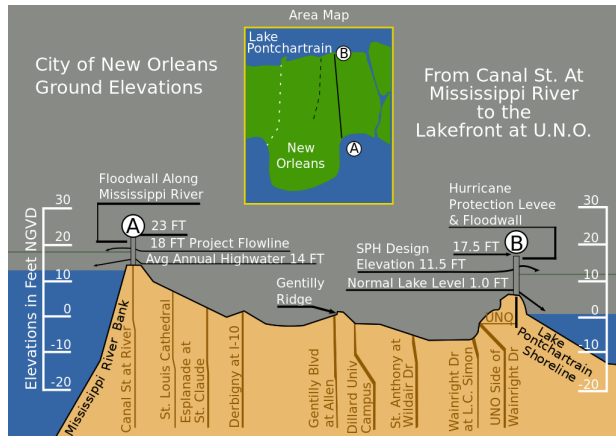 Area Map
City of New Orleans
Ground Elevations
Lake
Pontchartrain
B
A
New
Orleans
From Canal St. At
Mississippi River
to the
Lakefront at U.N.O.
Floodwall Along
Mississippi River
A
23 FT
18 FT Project Flowline
Avg Annual Highwater 14 FT
Hurricane
Protection Levee
& Floodwall
17.5 FT
B
SPH Design
Elevation 11.5 FT
Normal Lake Level 1.0 FT
Gentilly
Ridge
Elevations in Feet NGVD
30
20
10
0
-10
-20
30
20
10
0
-10
-20
Mississippi River Bank
Canal St at River
St. Louis Cathedral
Esplanade at
St. Claude
Derbigny at I-10
Gentilly Blvd
at Allen
Dillard Univ
Campus
St. Anthony at
Wildair Dr
Wainright Dr
at L.C. Simon
UNO
UNO Side of
Wainright Dr
Lake
Pontchartrain
Shoreline